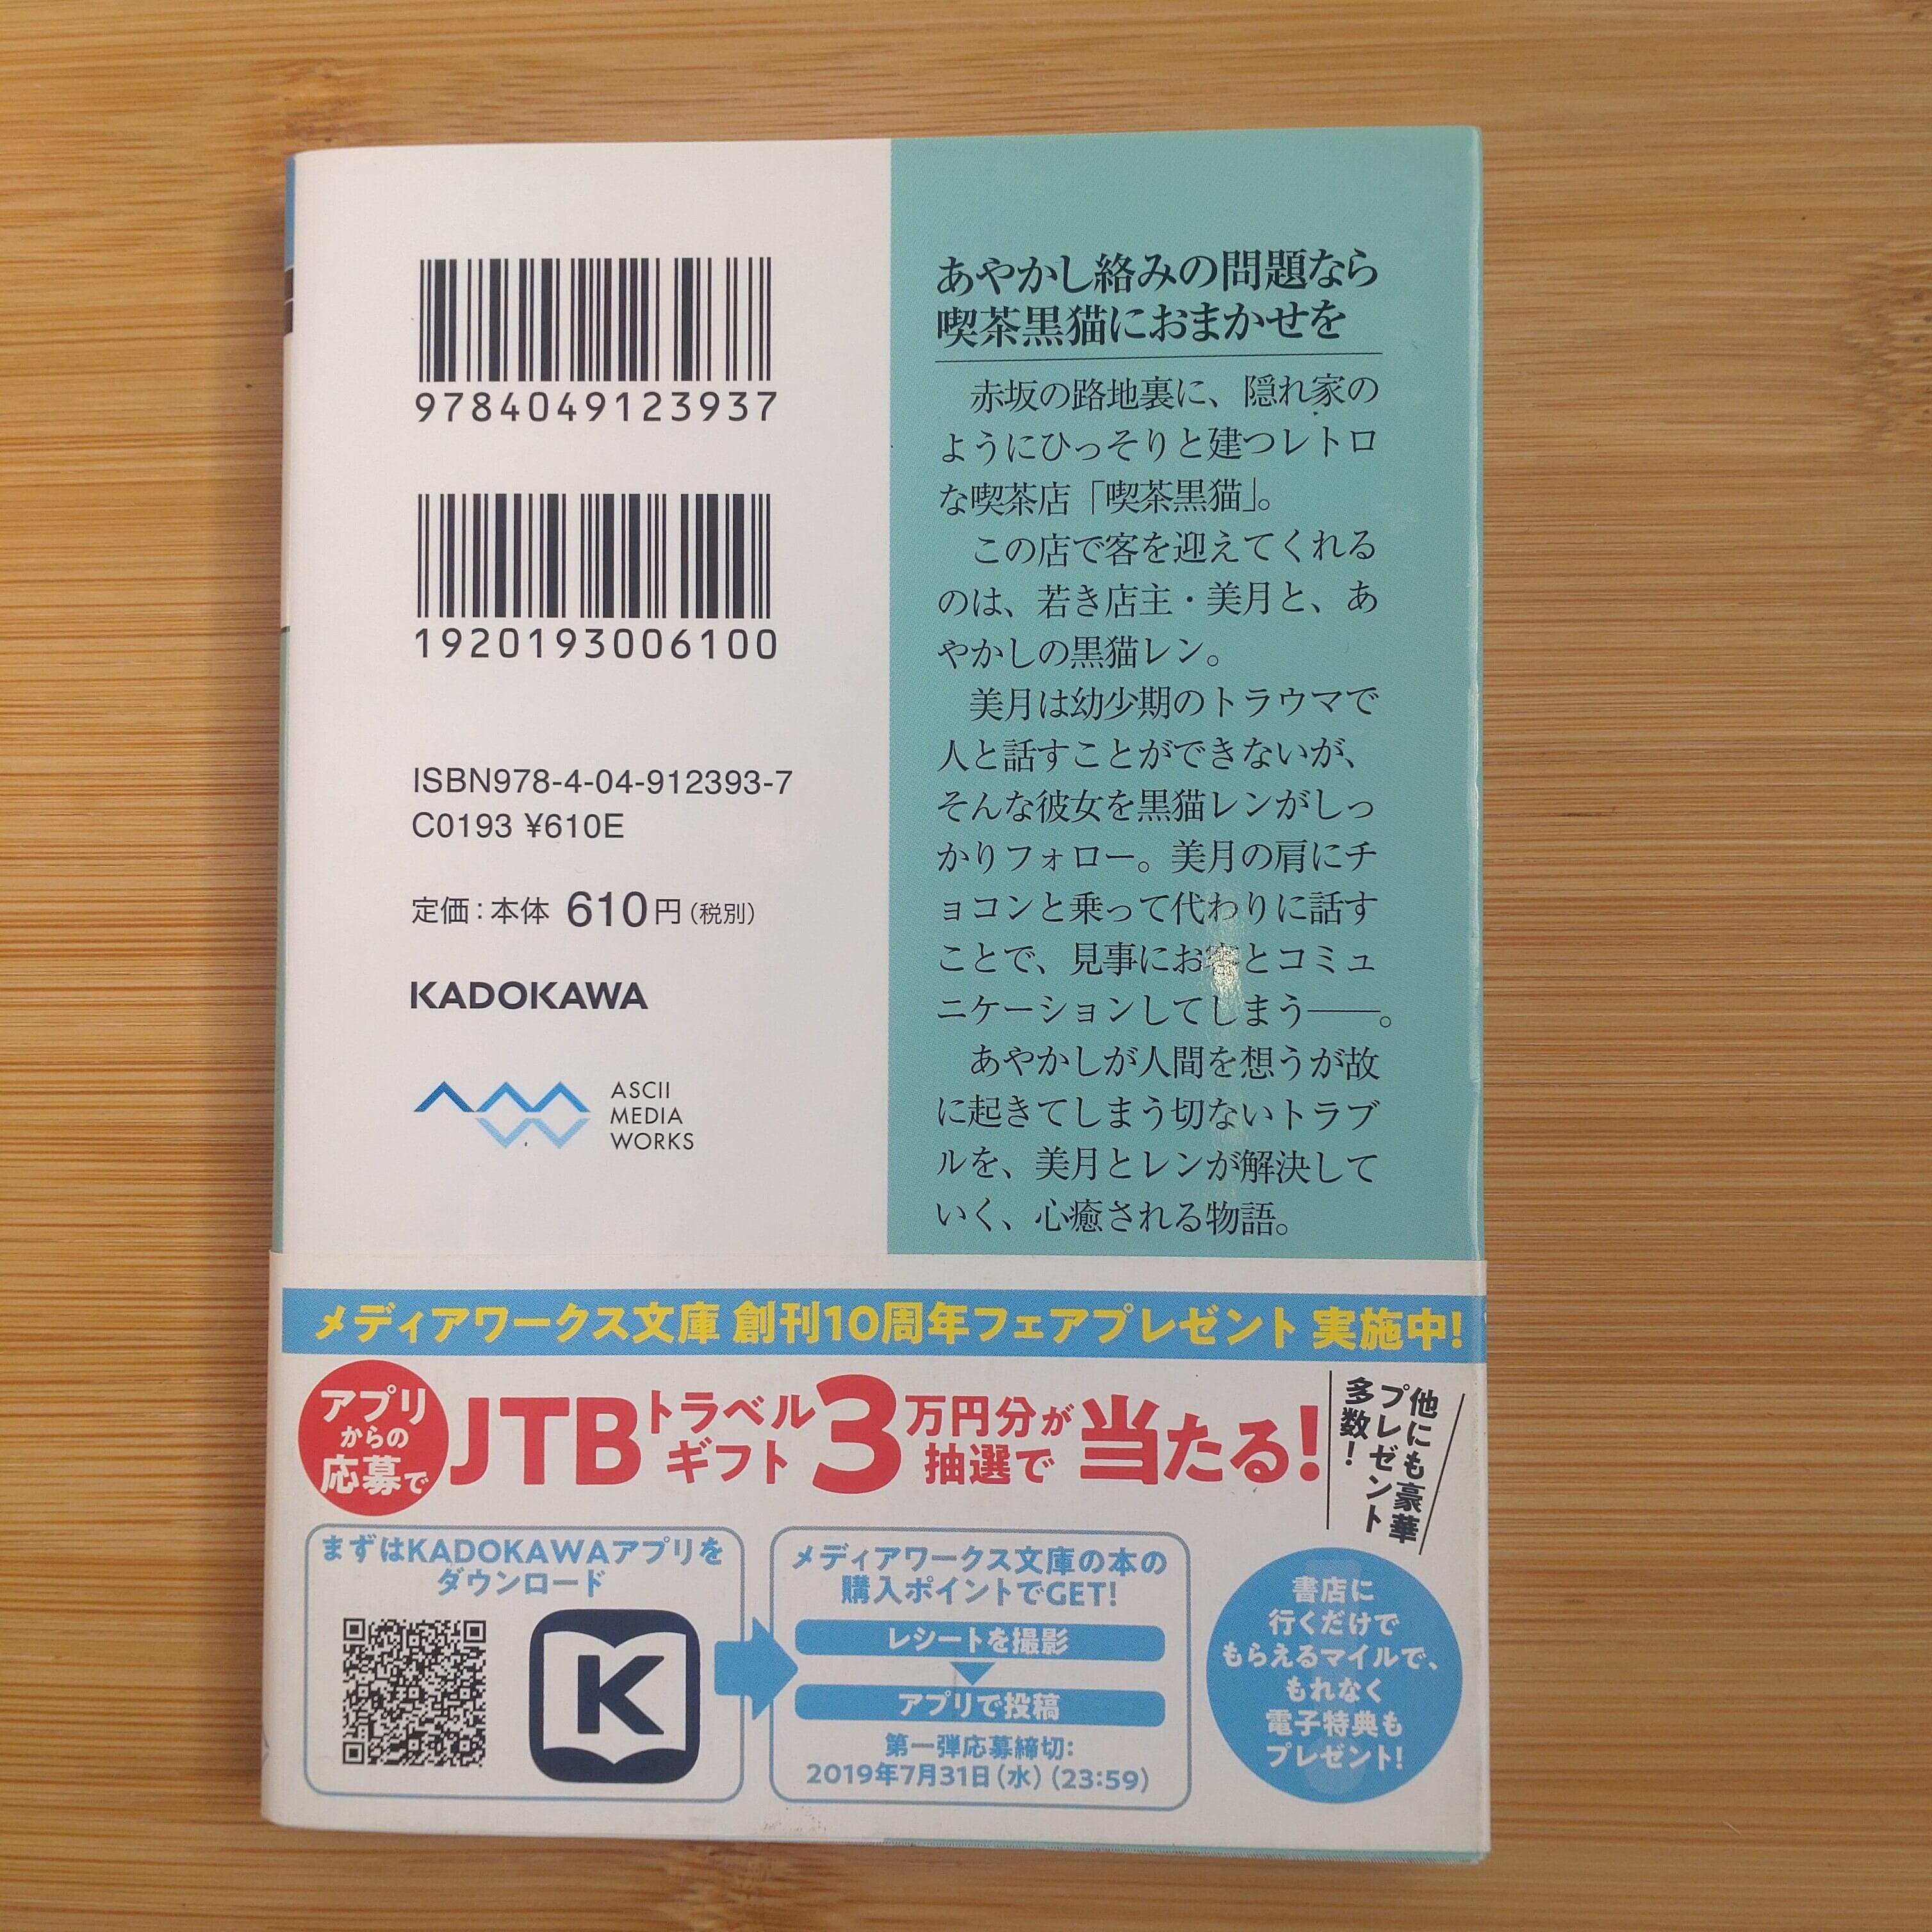 9784049123937
1920193006100
ISBN978-4-04-912393-7
C0193 ¥610E
定価：本体 610円（税別）
KADOKAWA
ASCII
MEDIA
WORKS
あやかし絡みの問題なら
喫茶黒猫におまかせを
赤坂の路地裏に、隠れ家の
ようにひっそりと建つレトロ
な喫茶店「喫茶黒猫」。
この店で客を迎えてくれる
のは、若き店主・美月と、あ
やかしの黒猫レン。
美月は幼少期のトラウマで
人と話すことができないが、
そんな彼女を黒猫レンがしっ
かりフォロー。美月の肩にチ
ョコンと乗って代わりに話す
ことで、見事にお客とコミュ
ニケーションしてしまう――。
あやかしが人間を想うが故
に起きてしまう切ないトラブ
ルを、美月とレンが解決して
いく、心癒される物語。
メディアワークス文庫 創刊10周年フェアプレゼント 実施中!
アプリ
からの
応募で
JTBトラベル
ギフト
3万円分が
抽選で
当たる!
他にも豪華
プレゼント
多数!
まずはKADOKAWAアプリを
ダウンロード
K
メディアワークス文庫の本の
購入ポイントでGET!
レシートを撮影
アプリで投稿
第一弾応募締切:
2019年7月31日(水)(23:59)
書店に
行くだけで
もらえるマイルで、
もれなく
電子特典も
プレゼント!